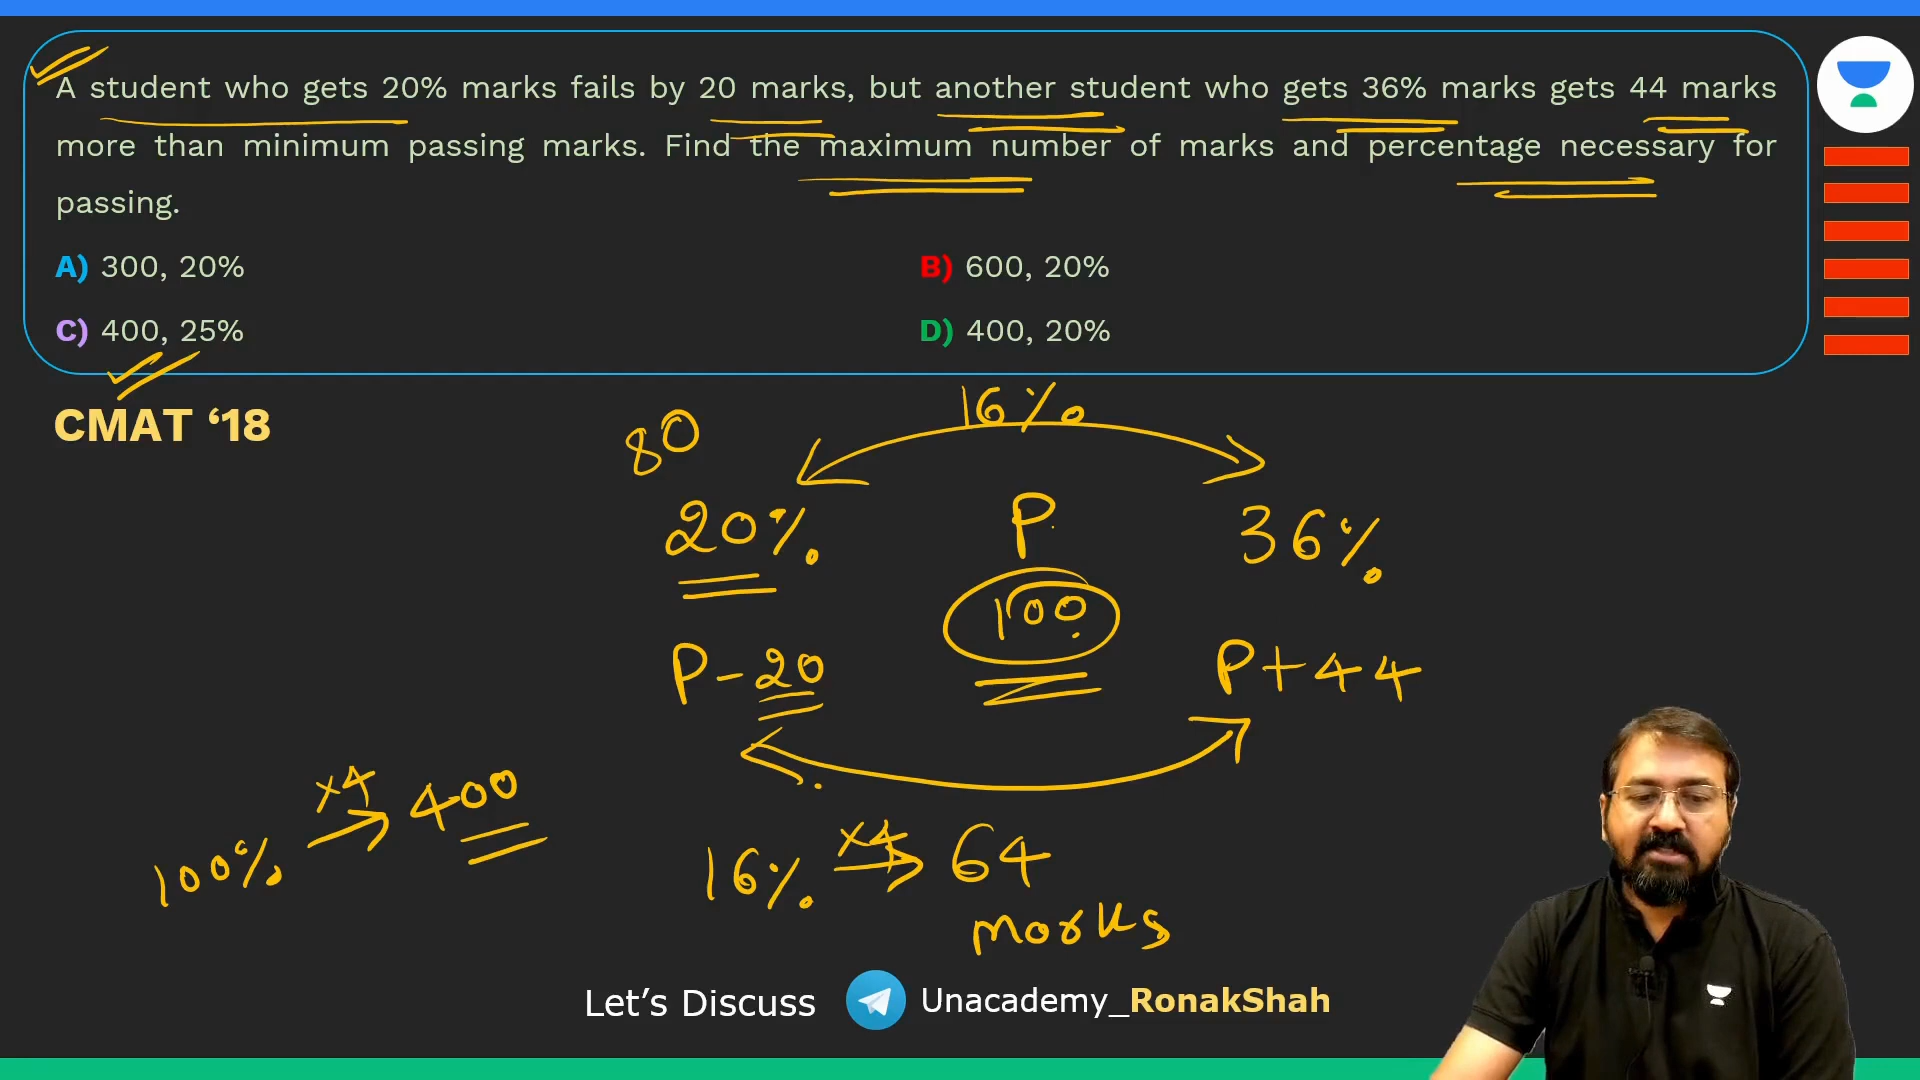 A student who gets 20% marks fails by 20 marks, but another student who gets 36% marks gets 44 marks
more than minimum passing marks. Find the maximum number of marks and percentage necessary for
passing.
A) 300, 20%
B) 600, 20%
C) 400, 25%
D) 400, 20%
CMAT ‘18
16%
80
20%
P
36%
100
P-20
P+44
100% ×4 400
16% ×4 64
marks
Let’s Discuss
Unacademy_RonakShah